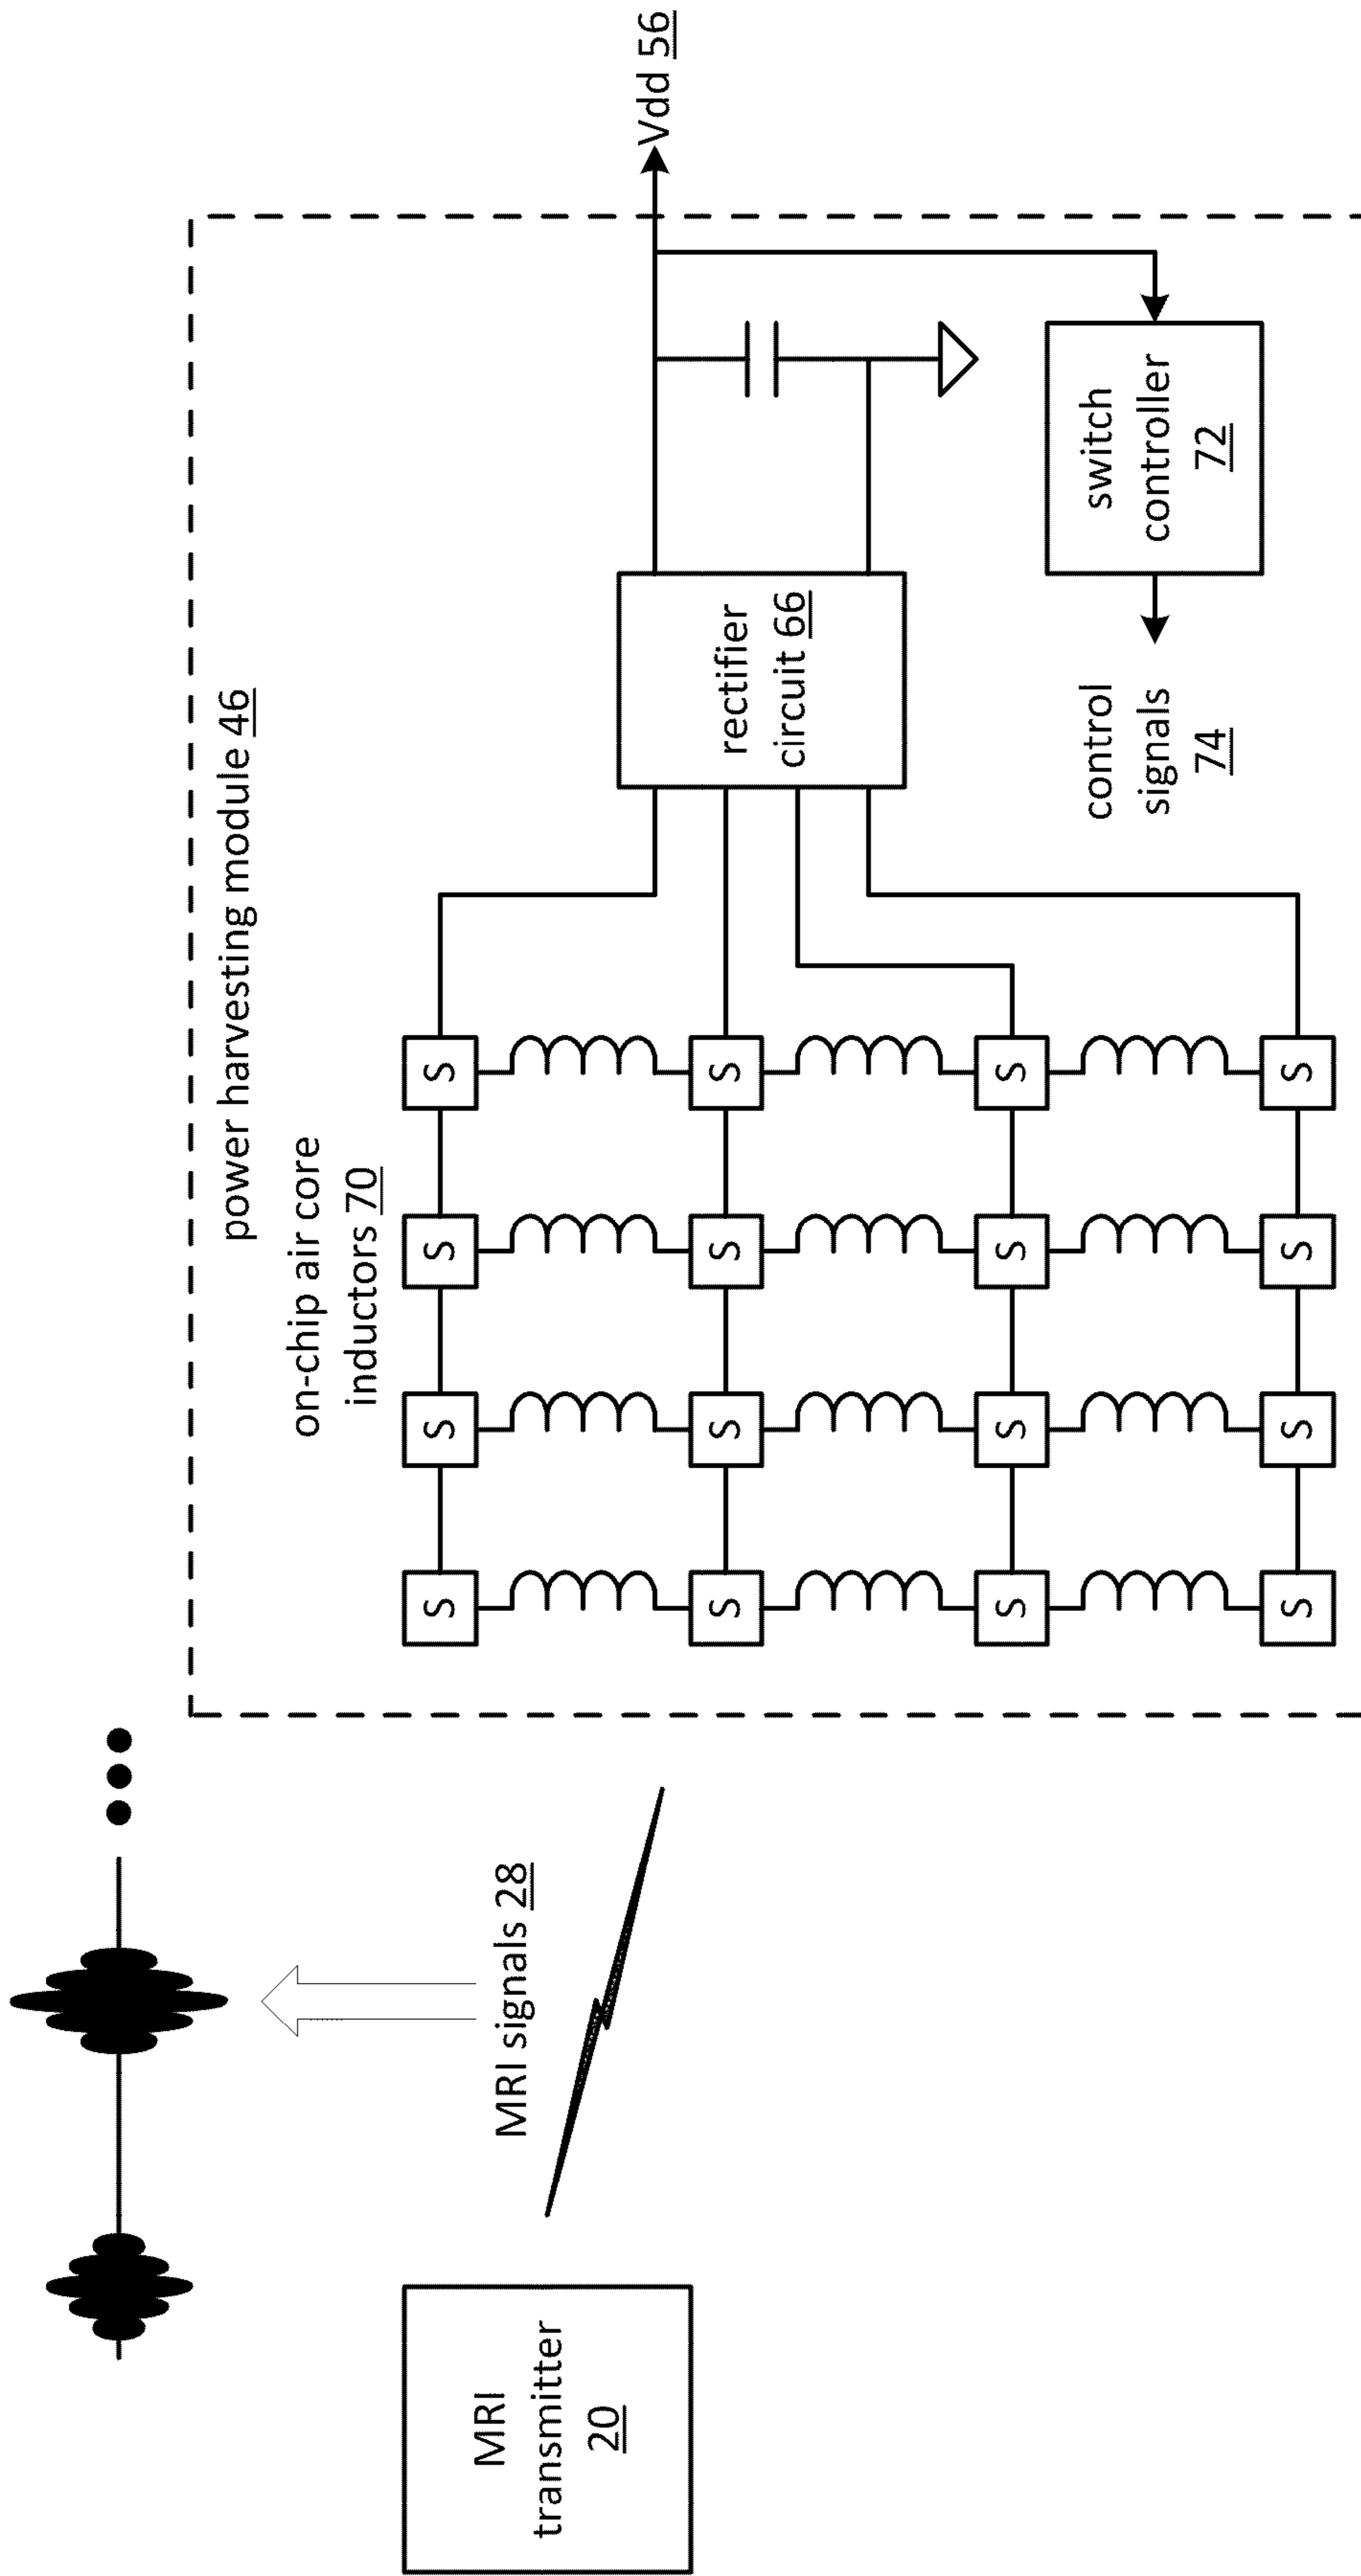 MRI
transmitter
20
MRI signals 28
power harvesting module 46
on-chip air core
inductors 70
S S S S
S S S S
S S S S
S S S S
rectifier
circuit 66
Vdd 56
control
signals
74
switch
controller
72